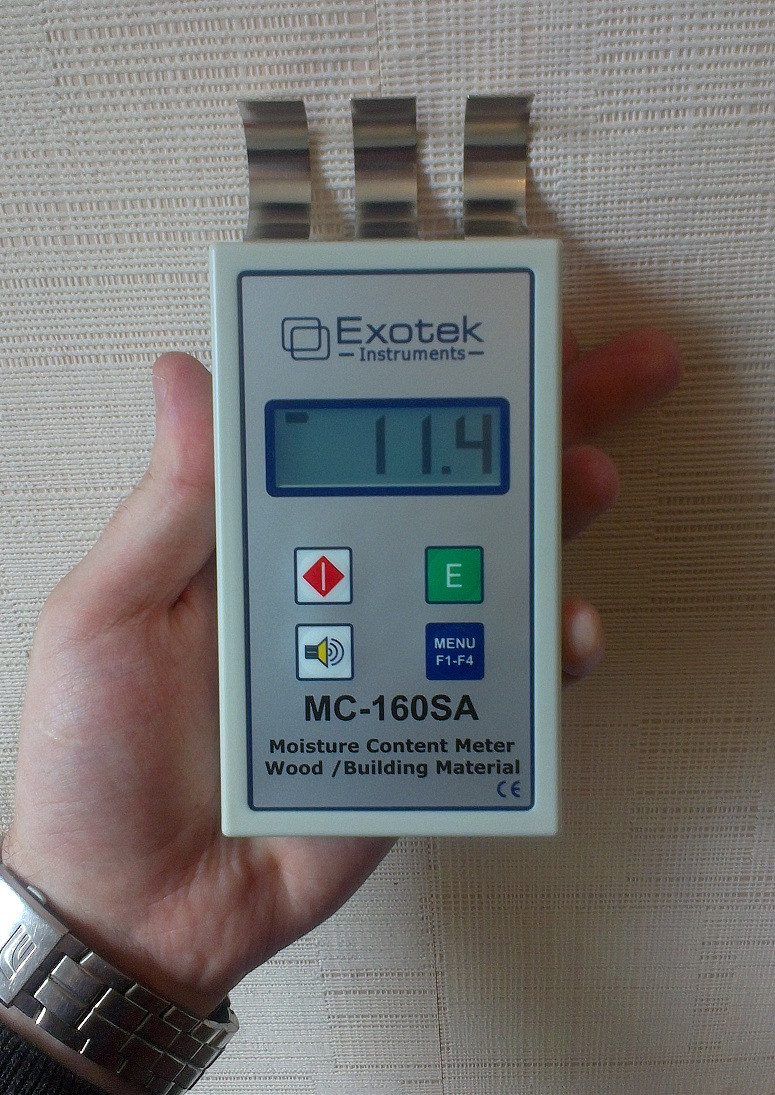 Exotek
Instruments
11.4
E
MENU
F1-F4
MC-160SA
Moisture Content Meter
Wood /Building Material
CE